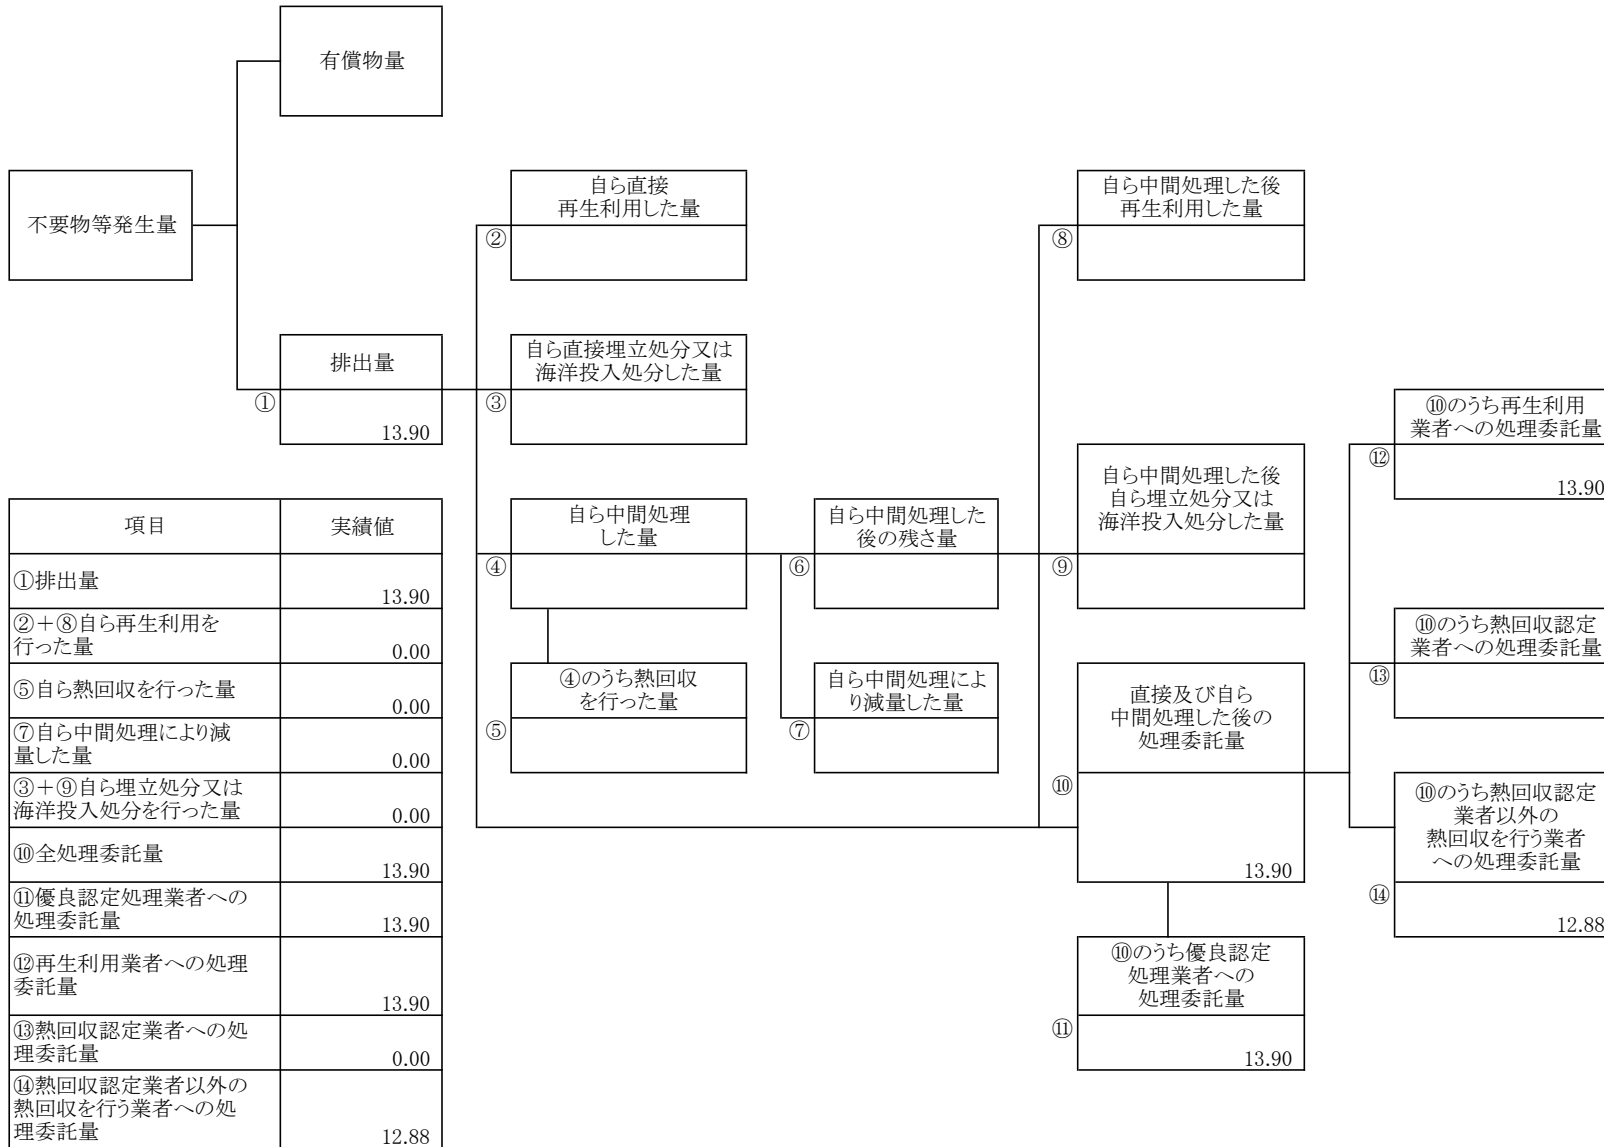 有償物量
不要物等発生量
自ら直接
再生利用した量
②
自ら中間処理した後
再生利用した量
⑧
排出量
①
13.90
自ら直接埋立処分又は
海洋投入処分した量
③
⑩のうち再生利用
業者への処理委託量
⑫
13.90
自ら中間処理した後
自ら埋立処分又は
海洋投入処分した量
⑨
自ら中間処理
した量
④
自ら中間処理した
後の残さ量
⑥
⑩のうち熱回収認定
業者への処理委託量
⑬
④のうち熱回収
を行った量
⑤
自ら中間処理によ
り減量した量
⑦
直接及び自ら
中間処理した後の
処理委託量
⑩
13.90
⑩のうち熱回収認定
業者以外の
熱回収を行う業者
への処理委託量
⑭
12.88
⑩のうち優良認定
処理業者への
処理委託量
⑪
13.90
項目 実績値
①排出量
13.90
②+⑧自ら再生利用を
行った量
0.00
⑤自ら熱回収を行った量
0.00
⑦自ら中間処理により減
量した量
0.00
③+⑨自ら埋立処分又は
海洋投入処分を行った量
0.00
⑩全処理委託量
13.90
⑪優良認定処理業者への
処理委託量
13.90
⑫再生利用業者への処理
委託量
13.90
⑬熱回収認定業者への処
理委託量
0.00
⑭熱回収認定業者以外の
熱回収を行う業者への処
理委託量
12.88